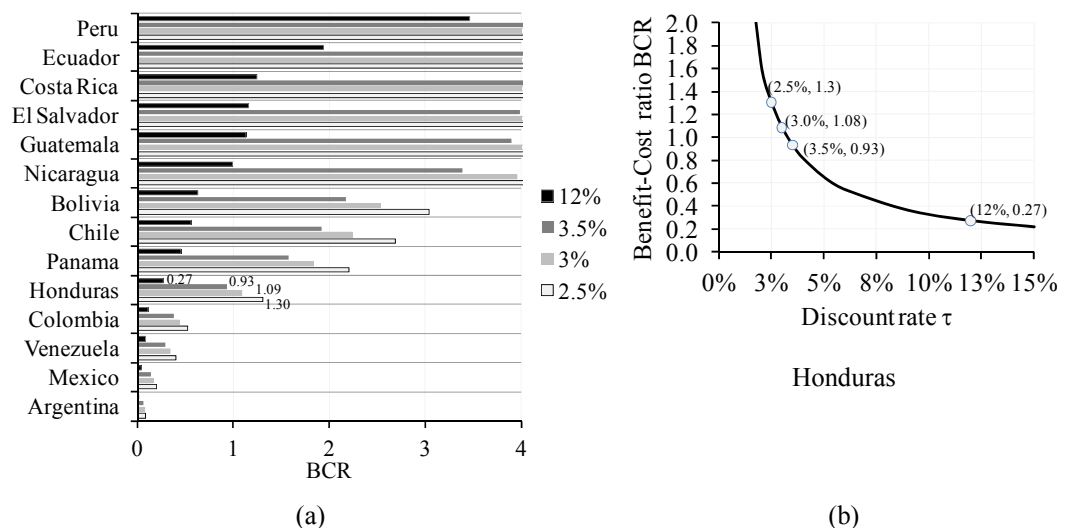 Peru
Ecuador
Costa Rica
El Salvador
Guatemala
Nicaragua
Bolivia
Chile
Panama
Honduras
Colombia
Venezuela
Mexico
Argentina
0.27
0.93
1.09
1.30
0 1 2 3 4
BCR
12%
3.5%
3%
2.5%
(a)
Benefit-Cost ratio BCR
2.0
1.8
1.6
1.4
1.2
1.0
0.8
0.6
0.4
0.2
0.0
(2.5%, 1.3)
(3.0%, 1.08)
(3.5%, 0.93)
(12%, 0.27)
0% 3% 5% 8% 10% 13% 15%
Discount rate τ
Honduras
(b)